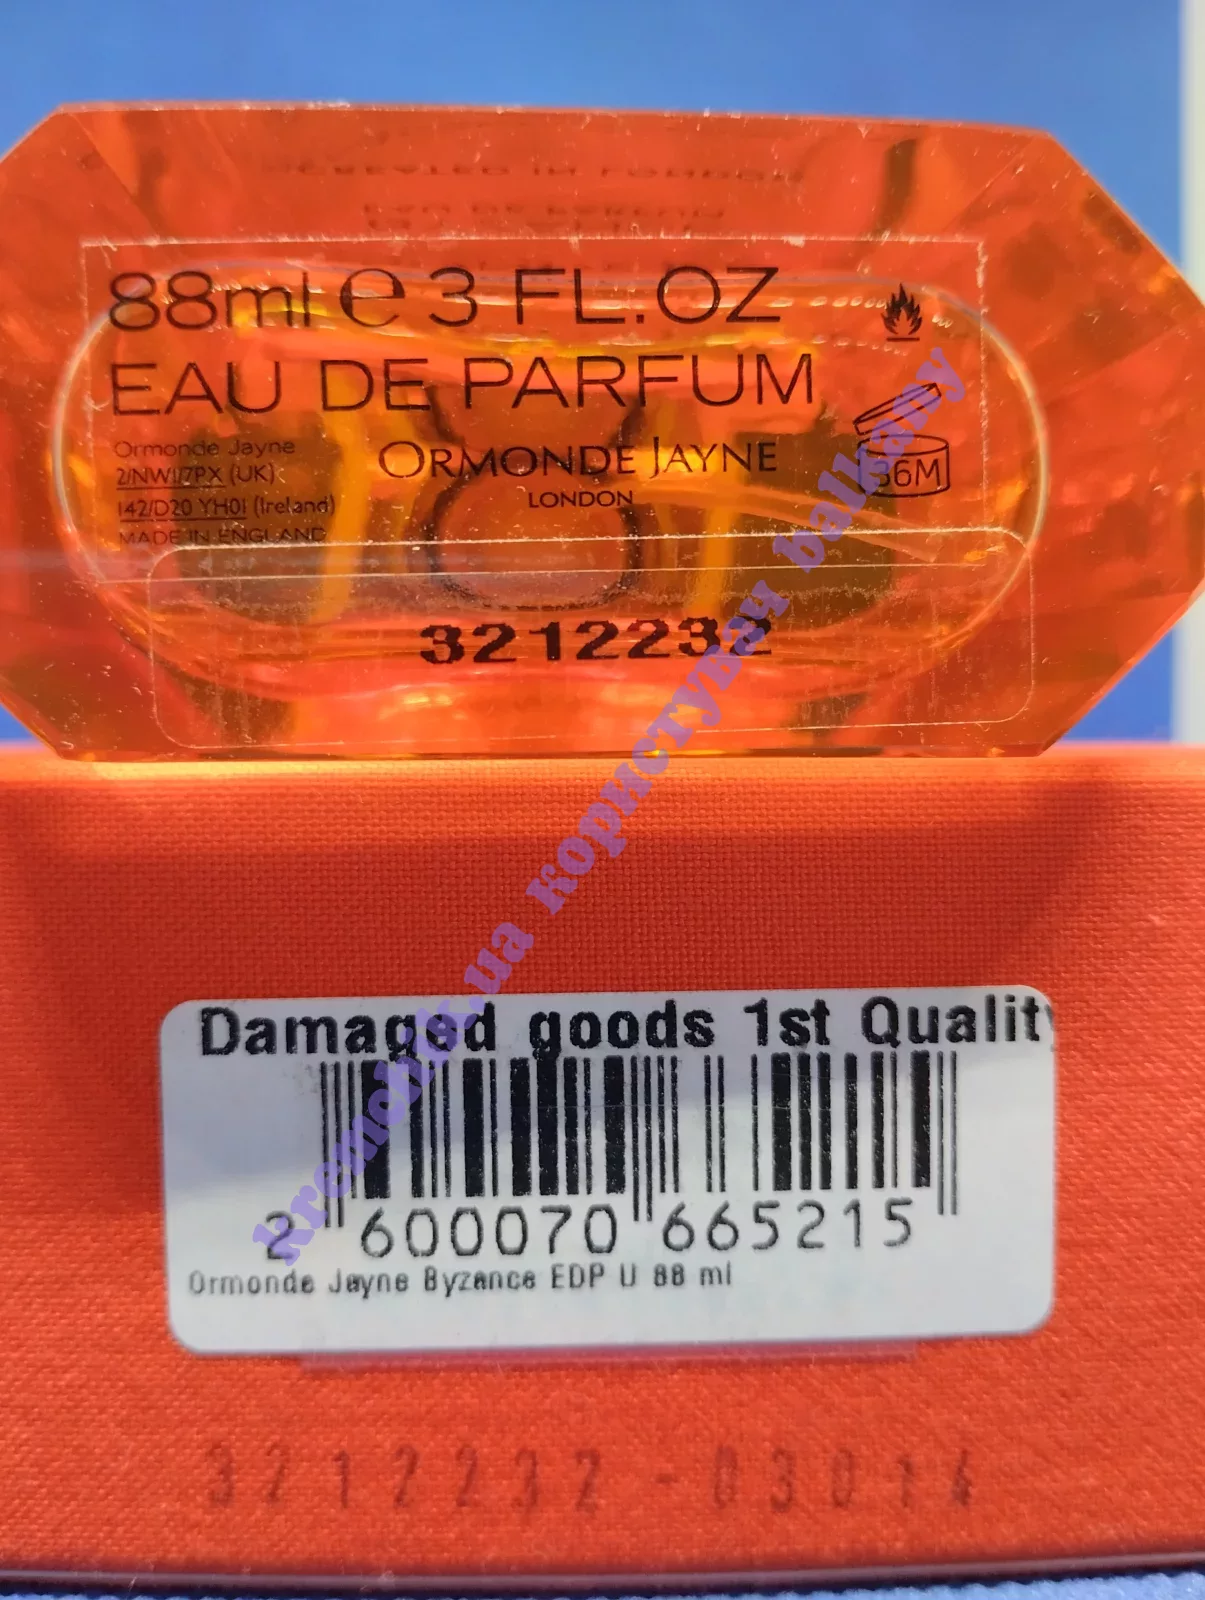 88ml ℮ 3 FL.OZ
EAU DE PARFUM
Ormonde Jayne
2/NW1/7PX (UK)
142/D20 YH01 (Ireland)
MADE IN ENGLAND
ORMONDE JAYNE
LONDON
36M
3212232
kremchik.ua користувач balkany
Damaged goods 1st Quality
2 600070 665215
Ormonde Jayne Byzance EDP U 88 ml
3212232-03014